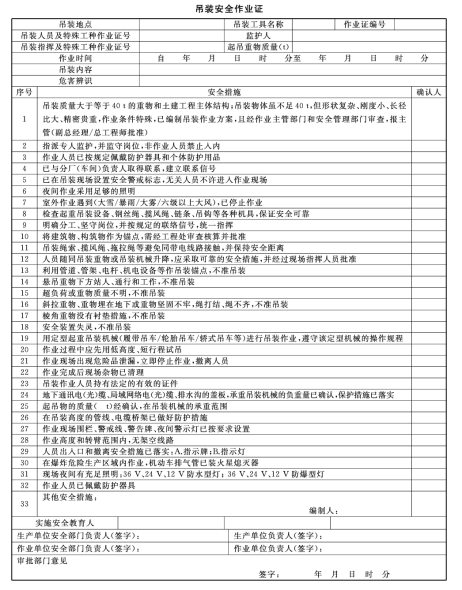 吊装安全作业证
吊装地点 吊装工具名称 作业证编号
吊装人员及特殊工种作业证号 监护人
吊装指挥及特殊工种作业证号 起吊重物质量(t)
作业时间 自 年 月 日 时 分至 年 月 日 时 分
吊装内容
危害辨识
序号 安全措施 确认人
1 吊装质量大于等于40 t的重物和土建工程主体结构;吊装物体虽不足40 t,但形状复杂、刚度小、长径
比大、精密贵重,作业条件特殊,已编制吊装作业方案,且经作业主管部门和安全管理部门审查,报主
管(副总经理/总工程师批准)
2 指派专人监护,并监守岗位,非作业人员禁止入内
3 作业人员已按规定佩戴防护器具和个体防护用品
4 已与分厂(车间)负责人取得联系,建立联系信号
5 已在吊装现场设置安全警戒标志,无关人员不许进入作业现场
6 夜间作业采用足够的照明
7 室外作业遇到(大雪/暴雨/大雾/六级以上大风),已停止作业
8 检查起重吊装设备、钢丝绳、揽风绳、链条、吊钩等各种机具,保证安全可靠
9 明确分工、坚守岗位,并按规定的联络信号,统一指挥
10 将建筑物、构筑物作为锚点,需经工程处审查核算并批准
11 吊装绳索、揽风绳、拖拉绳等避免同带电线路接触,并保持安全距离
12 人员随同吊装重物或吊装机械升降,应采取可靠的安全措施,并经过现场指挥人员批准
13 利用管道、管架、电杆、机电设备等作吊装锚点,不准吊装
14 悬吊重物下方站人、通行和工作,不准吊装
15 超负荷或重物质量不明,不准吊装
16 斜拉重物、重物埋在地下或重物坚固不牢,绳打结、绳不齐,不准吊装
17 棱角重物没有衬垫措施,不准吊装
18 安全装置失灵,不准吊装
19 用定型起重吊装机械(履带吊车/轮胎吊车/轿式吊车等)进行吊装作业,遵守该定型机械的操作规程
20 作业过程中应先用低高度、短行程试吊
21 作业现场出现危险品泄漏,立即停止作业,撤离人员
22 作业完成后现场杂物已清理
23 吊装作业人员持有法定的有效的证件
24 地下通讯电(光)缆、局域网络电(光)缆、排水沟的盖板,承重吊装机械的负重量已确认,保护措施已落实
25 起吊物的质量( t)经确认,在吊装机械的承重范围
26 在吊装高度的管线、电缆桥架已做好防护措施
27 作业现场围栏、警戒线、警告牌、夜间警示灯已按要求设置
28 作业高度和转臂范围内,无架空线路
29 人员出入口和撤离安全措施已落实:A.指示牌;B.指示灯
30 在爆炸危险生产区域内作业,机动车排气管已装火星熄灭器
31 现场夜间有充足照明:36 V、24 V、12 V防水型灯;36 V、24 V、12 V防爆型灯
32 作业人员已佩戴防护器具
33 其他安全措施:
编制人:
实施安全教育人
生产单位安全部门负责人(签字): 生产单位负责人(签字):
作业单位安全部门负责人(签字): 作业单位负责人(签字):
审批部门意见
签字: 年 月 日 时 分